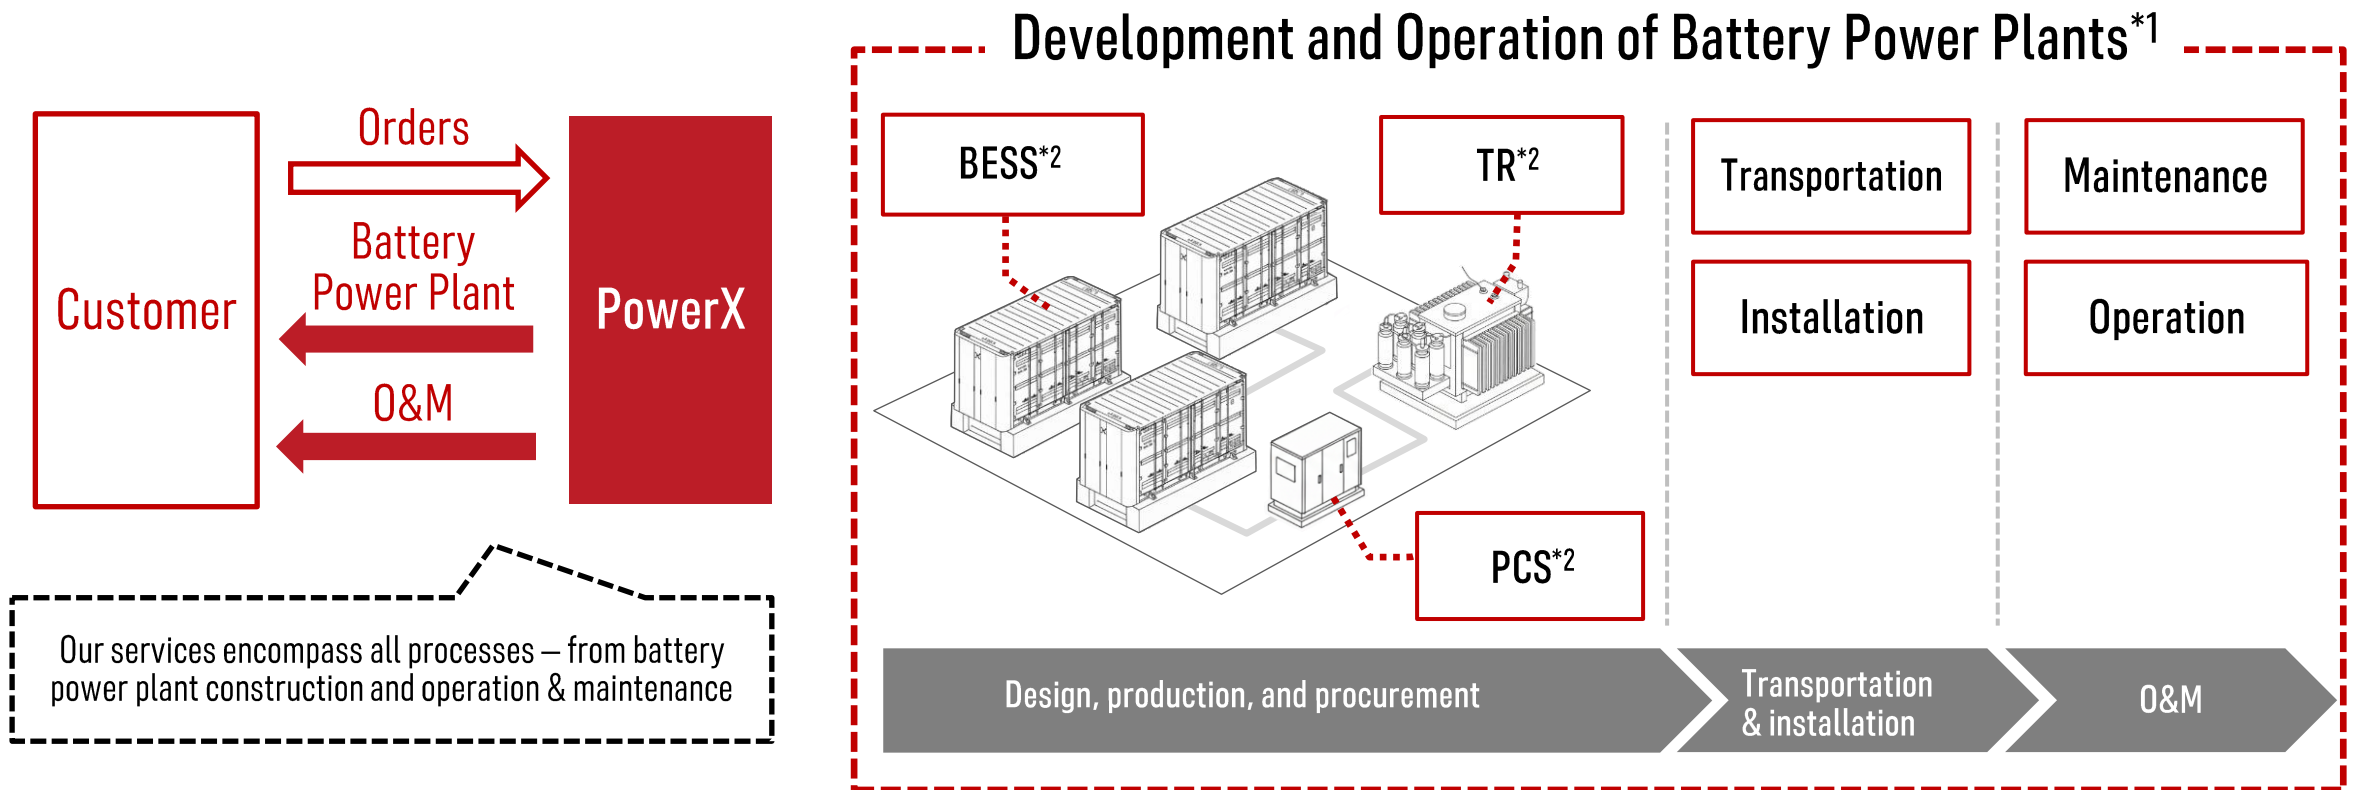 Development and Operation of Battery Power Plants*1
Customer
Orders
Battery
Power Plant
O&M
PowerX
Our services encompass all processes – from battery
power plant construction and operation & maintenance
BESS*2
TR*2
PCS*2
Transportation
Installation
Maintenance
Operation
Design, production, and procurement
Transportation
& installation
O&M